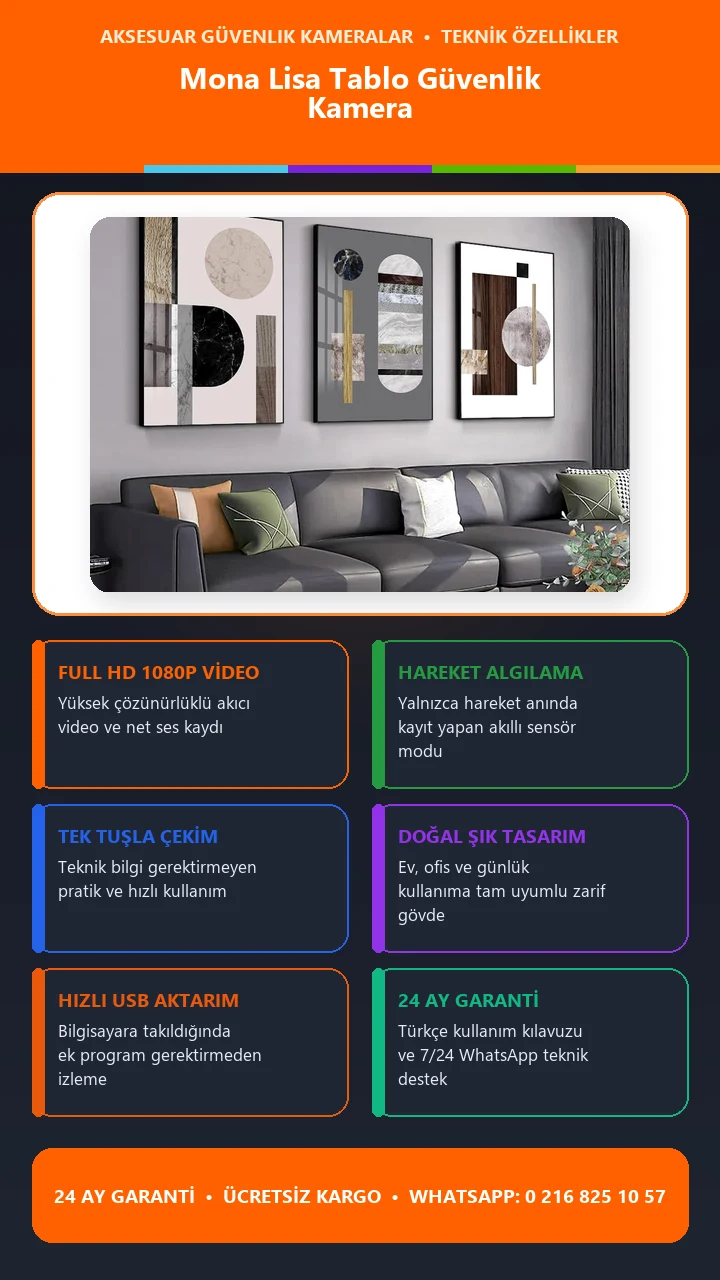 AKSESUAR GÜVENLIK KAMERALAR • TEKNİK ÖZELLİKLER
Mona Lisa Tablo Güvenlik
Kamera
FULL HD 1080P VİDEO
Yüksek çözünürlüklü akıcı
video ve net ses kaydı
HAREKET ALGILAMA
Yalnızca hareket anında
kayıt yapan akıllı sensör
modu
TEK TUŞLA ÇEKİM
Teknik bilgi gerektirmeyen
pratik ve hızlı kullanım
DOĞAL ŞIK TASARIM
Ev, ofis ve günlük
kullanıma tam uyumlu zarif
gövde
HIZLI USB AKTARIM
Bilgisayara takıldığında
ek program gerektirmeden
izleme
24 AY GARANTİ
Türkçe kullanım kılavuzu
ve 7/24 WhatsApp teknik
destek
24 AY GARANTİ • ÜCRETSİZ KARGO • WHATSAPP: 0 216 825 10 57